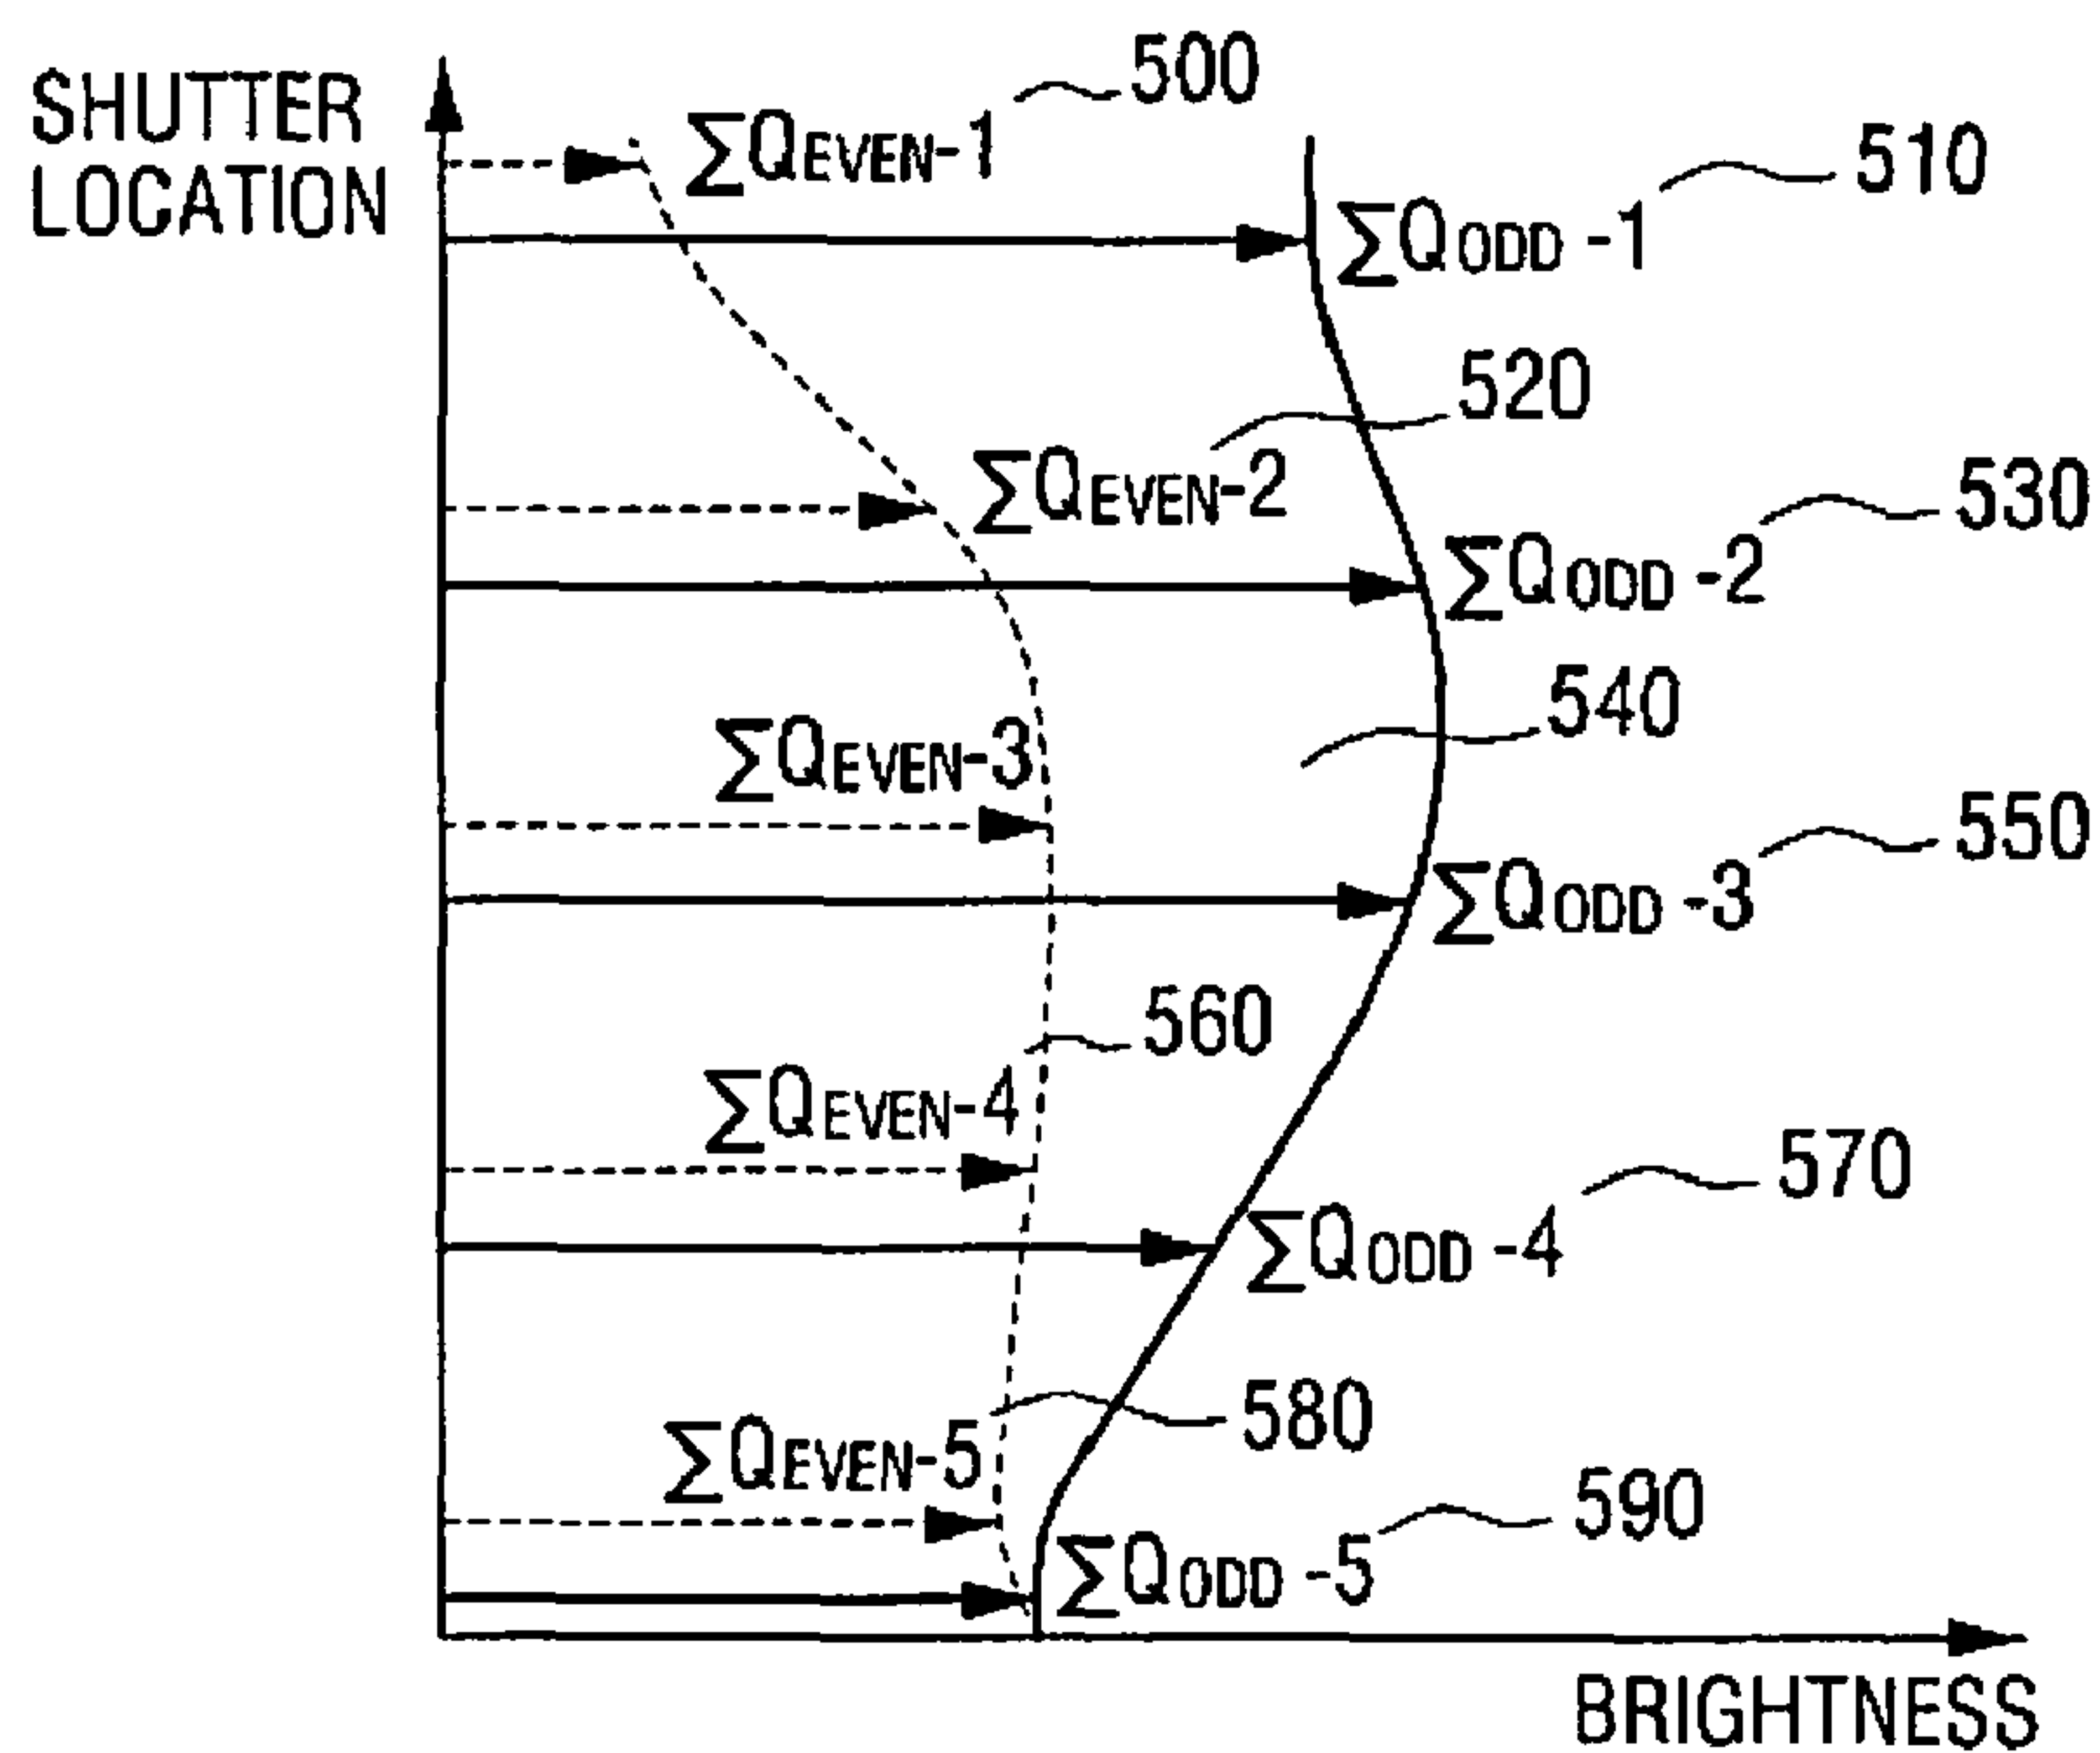 SHUTTER
LOCATION
ΣQEVEN-1 500
ΣQODD-1 510
ΣQEVEN-2 520
ΣQODD-2 530
ΣQEVEN-3 540
ΣQODD-3 550
ΣQEVEN-4 560
ΣQODD-4 570
ΣQEVEN-5 580
ΣQODD-5 590
BRIGHTNESS